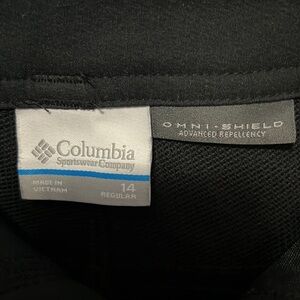 Columbia
Sportswear Company
MADE IN
VIETNAM
14
REGULAR
OMNI-SHIELD
ADVANCED REPELLENCY